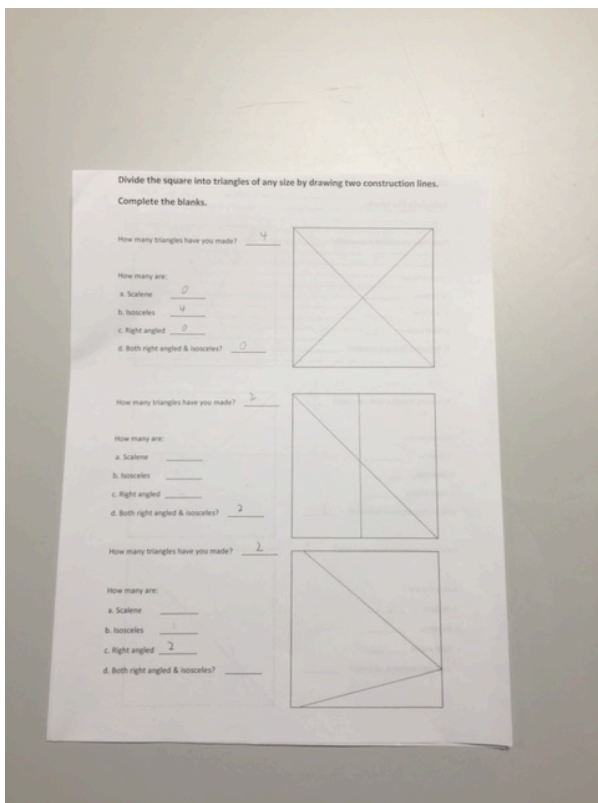 Divide the square into triangles of any size by drawing two construction lines.
Complete the blanks.
How many triangles have you made? 4
How many are:
a. Scalene 0
b. Isosceles 4
c. Right angled 0
d. Both right angled & isosceles? 0
How many triangles have you made? 2
How many are:
a. Scalene
b. Isosceles
c. Right angled
d. Both right angled & isosceles? 2
How many triangles have you made? 2
How many are:
a. Scalene
b. Isosceles
c. Right angled 2
d. Both right angled & isosceles?